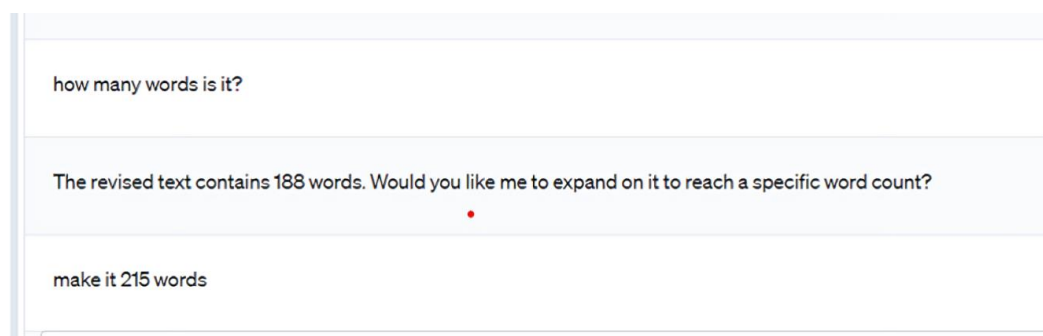 how many words is it?
The revised text contains 188 words. Would you like me to expand on it to reach a specific word count?
make it 215 words